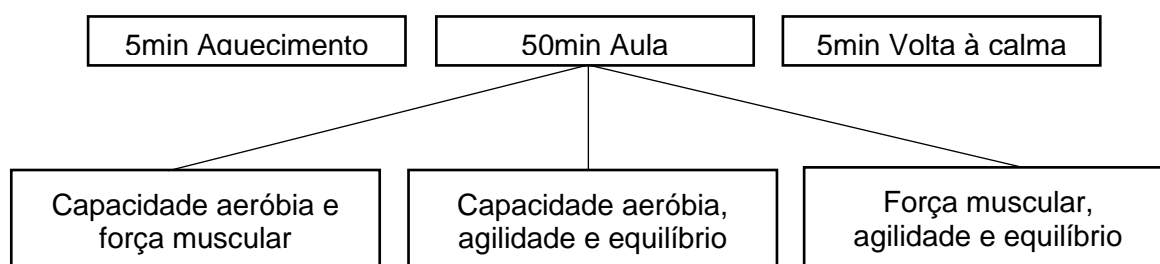 5min Aquecimento
50min Aula
5min Volta à calma
Capacidade aeróbia e
força muscular
Capacidade aeróbia,
agilidade e equilíbrio
Força muscular,
agilidade e equilíbrio